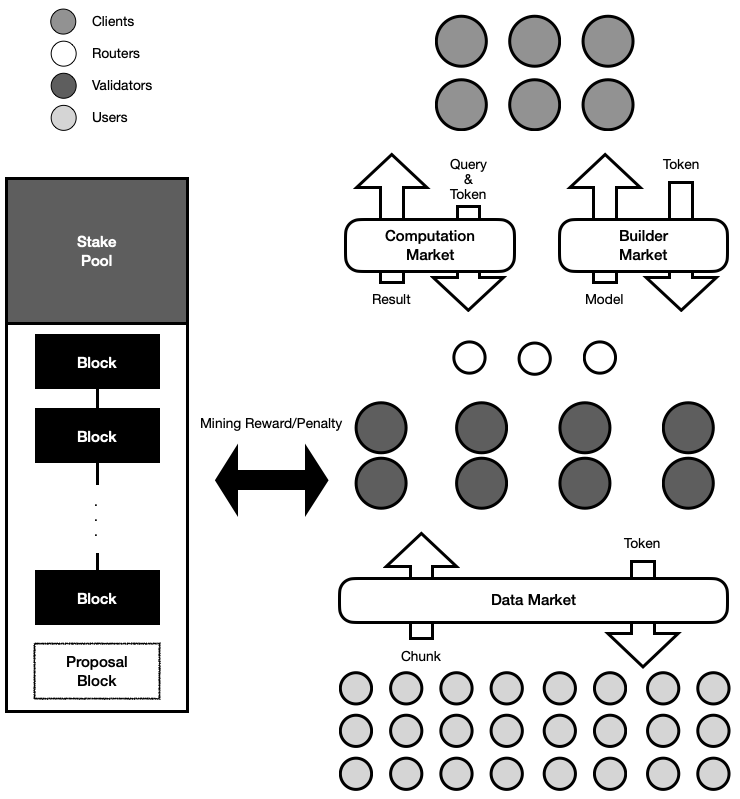 Clients
Routers
Validators
Users
Stake
Pool
Block
Block
.
.
.
Block
Proposal
Block
Mining Reward/Penalty
Query
&
Token
Computation
Market
Result
Token
Builder
Market
Model
Token
Data Market
Chunk